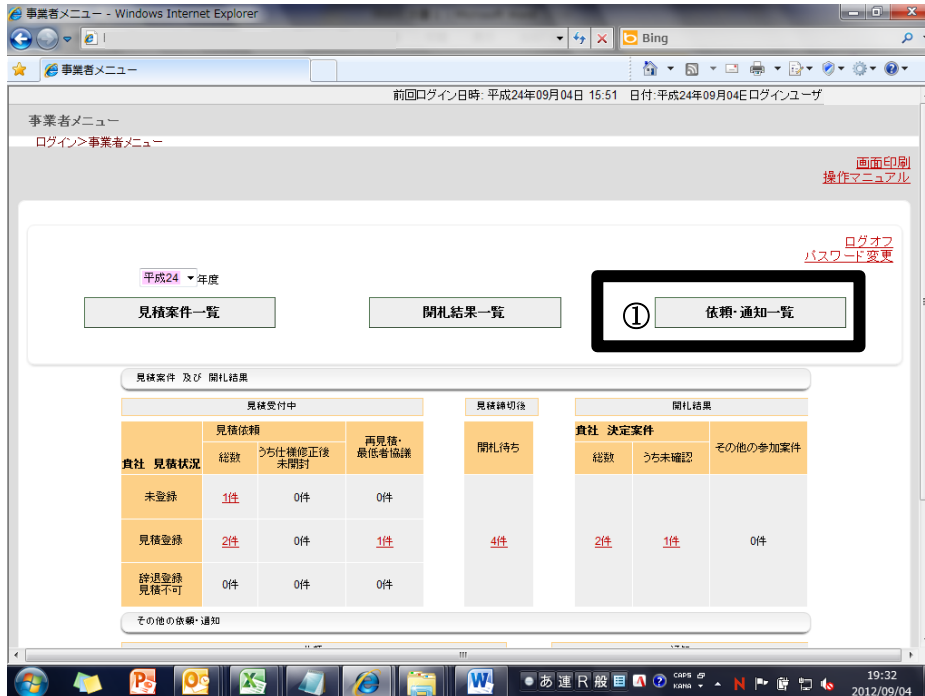 事業者メニュー - Windows Internet Explorer
Bing
事業者メニュー
前回ログイン日時: 平成24年09月04日 15:51 日付:平成24年09月04E ログインユーザ
事業者メニュー
ログイン>事業者メニュー
画面印刷
操作マニュアル
ログオフ
パスワード変更
平成24 年度
見積案件一覧
開札結果一覧
①
依頼・通知一覧
見積案件 及び 開札結果
見積受付中
見積締切後
開札結果
貴社 見積状況
見積依頼
再見積・
最低者協議
開札待ち
貴社 決定案件
その他の参加案件
総数
うち仕様修正後
未開封
総数
うち未確認
未登録 1件 0件 0件
見積登録 2件 0件 1件 4件 2件 1件 0件
辞退登録
見積不可
0件 0件 0件
その他の依頼・通知
あ 連 R 般
CAPS
KANA
19:32
2012/09/04